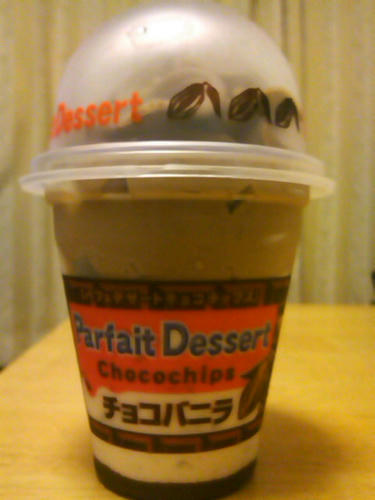 Dessert
Parfait Dessert
Chocochips
チョコバニラ